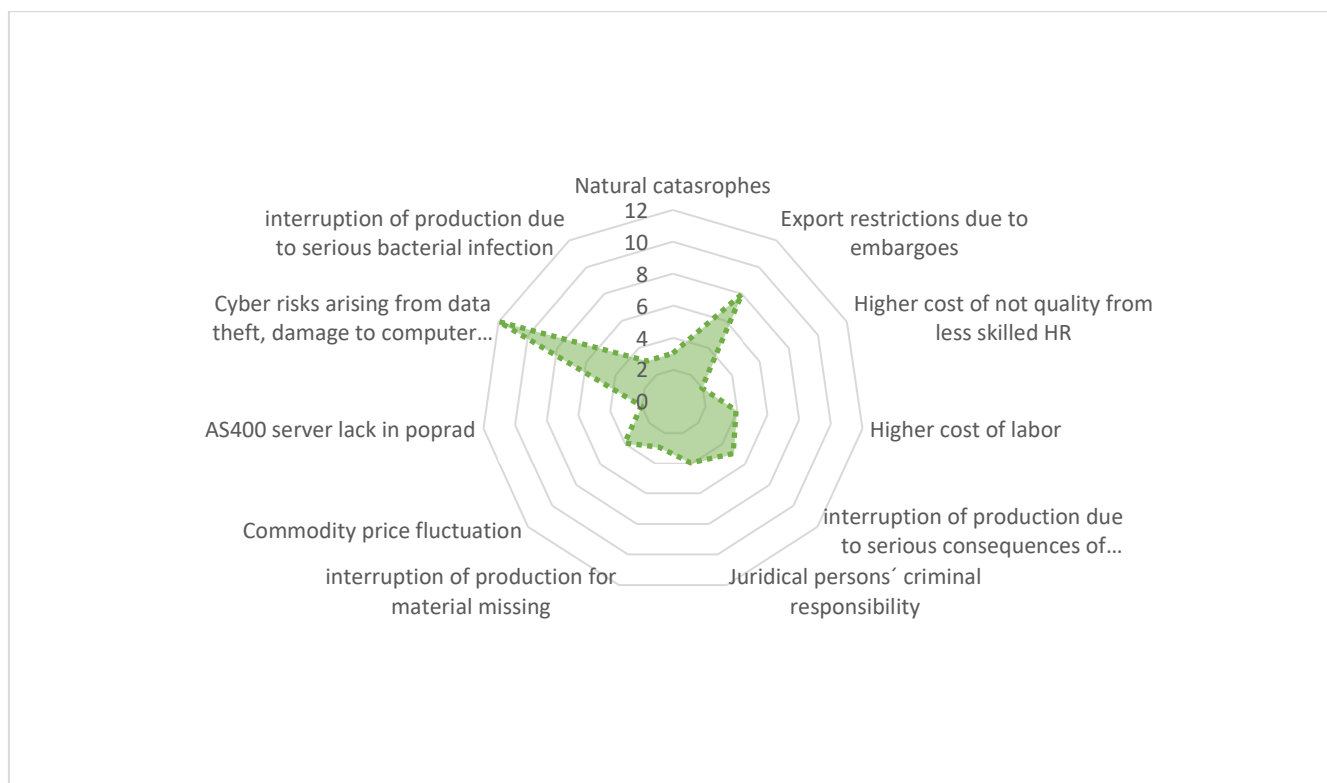 Natural catasrophes
Export restrictions due to
embargoes
Higher cost of not quality from
less skilled HR
Higher cost of labor
interruption of production due
to serious consequences of…
Juridical persons´ criminal
responsibility
interruption of production for
material missing
Commodity price fluctuation
AS400 server lack in poprad
Cyber risks arising from data
theft, damage to computer…
interruption of production due
to serious bacterial infection
12
10
8
6
4
2
0